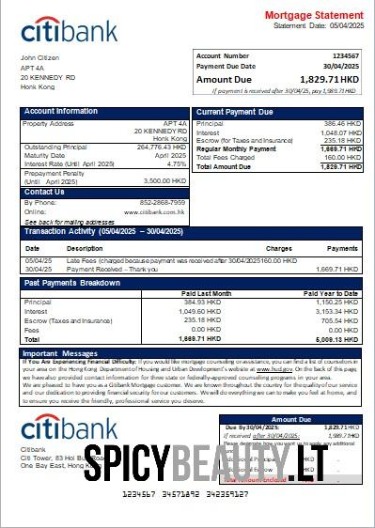 citibank
Mortgage Statement
Statement Date: 05/04/2025
John Citizen
APT 4A
20 KENNEDY RD
Honk Kong
Account Number 1234567
Payment Due Date 30/04/2025
Amount Due 1,829.71 HKD
If payment is received after 30/04/25, pay 1,989.71 HKD
Account Information
Property Address APT 4A
20 KENNEDY RD
Honk Kong
Outstanding Principal 264,776.43 HKD
Maturity Date April 2025
Interest Rate (Until April 2025) 4.75%
Prepayment Penalty
(Until April 2025) 3,500.00 HKD
Contact Us
By Phone: 852-2868-7959
Online: www.citibank.com.hk
See back for mailing addresses
Current Payment Due
Principal 386.46 HKD
Interest 1,048.07 HKD
Escrow (for Taxes and Insurance) 235.18 HKD
Regular Monthly Payment 1,669.71 HKD
Total Fees Charged 160.00 HKD
Total Amount Due 1,829.71 HKD
Transaction Activity (05/04/2025 – 30/04/2025)
Date Description Charges Payments
05/04/25 Late Fees (charged because payment was received after 30/04/2025 160.00 HKD
30/04/25 Payment Received - Thank you 1,669.71 HKD
Past Payments Breakdown
Paid Last Month Paid Year to Date
Principal 384.93 HKD 1,150.25 HKD
Interest 1,049.60 HKD 3,153.34 HKD
Escrow (Taxes and Insurance) 235.18 HKD 705.54 HKD
Fees 0.00 HKD 0.00 HKD
Total 1,669.71 HKD 5,009.13 HKD
Important Messages
If You Are Experiencing Financial Difficulty: If you would like mortgage counseling or assistance, you can find a list of counselors in
your area on the Hong Kong Department of Housing and Urban Development's website at www.hud.gov. On the back of this page,
we have also provided contact information for three state or federally-approved counseling programs in your area.
We are pleased to have you as a Citibank Mortgage customer. We are known throughout the country for the quality of our service
and our dedication to providing financial security for our customers. We will do everything we can to make you feel at home, and
to ensure you receive the friendly, professional service you deserve.
citibank
Citibank
Citi Tower, 83 Hoi Bun Road
One Bay East, Hong Kong
Amount Due
Due By 30/04/2025: 1,829.71 HKD
If received after 30/04/2025: 1,989.71 HKD
SPICYBEAUTY.LT
1234567 34571892 342359127